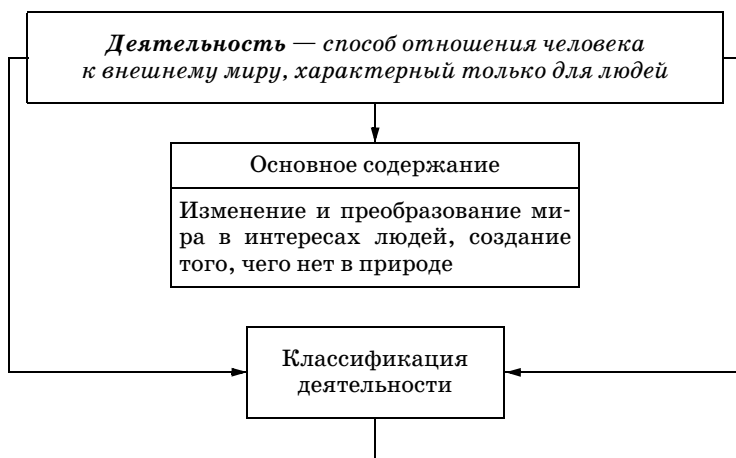 Деятельность — способ отношения человека
к внешнему миру, характерный только для людей
Основное содержание
Изменение и преобразование ми-
ра в интересах людей, создание
того, чего нет в природе
Классификация
деятельности